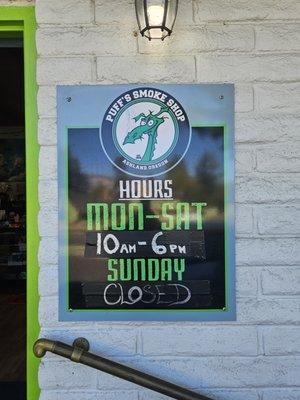 PUFF'S SMOKE SHOP
ASHLAND OREGON
HOURS
MON-SAT
10AM-6PM
SUNDAY
CLOSED